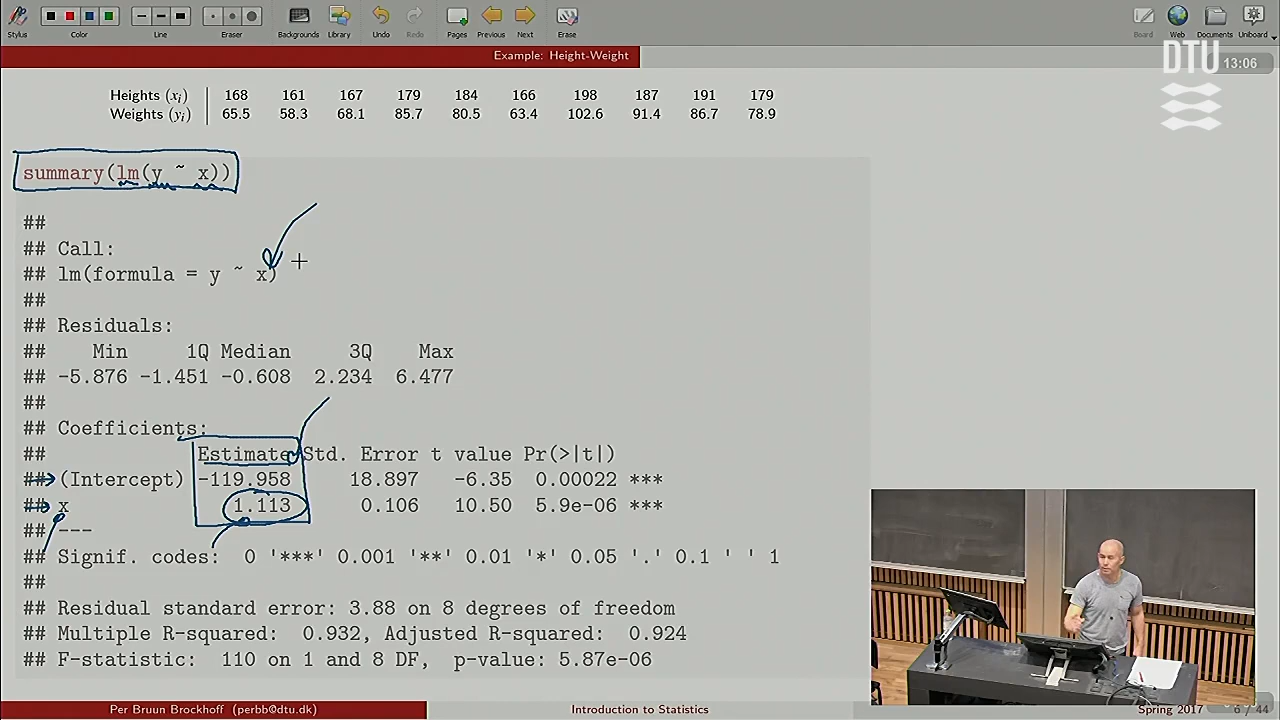 Stylus Color Line Eraser Backgrounds Library Undo Redo Pages Previous Next Erase Board Web Documents Uniboard
Example: Height-Weight
DTU
13:06
Heights (xi) 168 161 167 179 184 166 198 187 191 179
Weights (yi) 65.5 58.3 68.1 85.7 80.5 63.4 102.6 91.4 86.7 78.9
summary(lm(y ~ x))
##
## Call:
## lm(formula = y ~ x)
##
## Residuals:
## Min 1Q Median 3Q Max
## -5.876 -1.451 -0.608 2.234 6.477
##
## Coefficients:
## Estimate Std. Error t value Pr(>|t|)
## (Intercept) -119.958 18.897 -6.35 0.00022 ***
## x 1.113 0.106 10.50 5.9e-06 ***
## ---
## Signif. codes: 0 '***' 0.001 '**' 0.01 '*' 0.05 '.' 0.1 ' ' 1
##
## Residual standard error: 3.88 on 8 degrees of freedom
## Multiple R-squared: 0.932, Adjusted R-squared: 0.924
## F-statistic: 110 on 1 and 8 DF, p-value: 5.87e-06
Per Bruun Brockhoff (perbb@dtu.dk) Introduction to Statistics Spring 2017 6 / 44